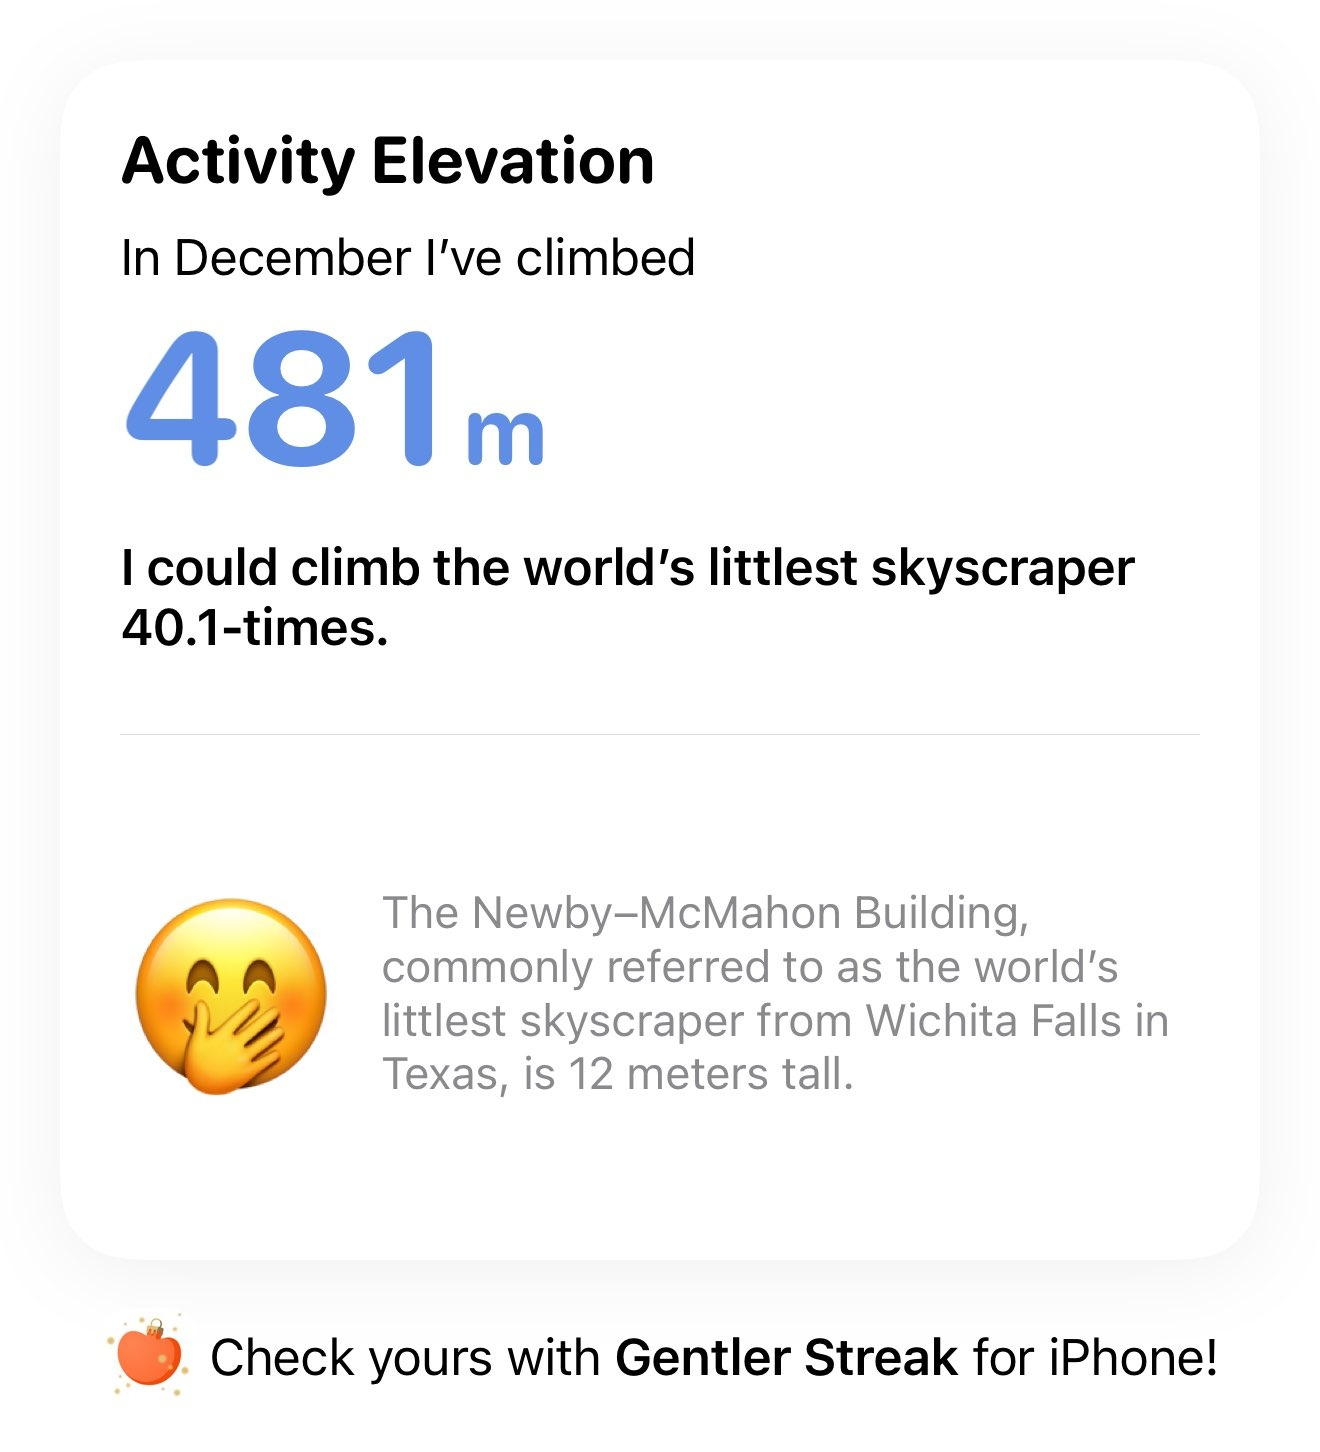 Activity Elevation
In December I’ve climbed
481 m
I could climb the world’s littlest skyscraper
40.1-times.
The Newby–McMahon Building,
commonly referred to as the world’s
littlest skyscraper from Wichita Falls in
Texas, is 12 meters tall.
Check yours with Gentler Streak for iPhone!